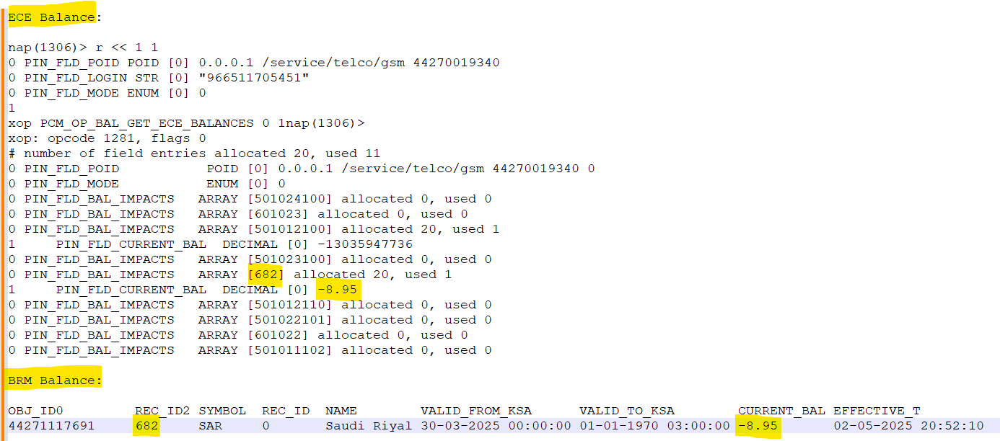 ECE Balance:
nap(1306)> r << 1 1
0 PIN_FLD_POID POID [0] 0.0.0.1 /service/telco/gsm 44270019340
0 PIN_FLD_LOGIN STR [0] "966511705451"
0 PIN_FLD_MODE ENUM [0] 0
1
xop PCM_OP_BAL_GET_ECE_BALANCES 0 1nap(1306)>
xop: opcode 1281, flags 0
# number of field entries allocated 20, used 11
0 PIN_FLD_POID           POID [0] 0.0.0.1 /service/telco/gsm 44270019340 0
0 PIN_FLD_MODE           ENUM [0] 0
0 PIN_FLD_BAL_IMPACTS   ARRAY [501024100] allocated 0, used 0
0 PIN_FLD_BAL_IMPACTS   ARRAY [601023] allocated 0, used 0
0 PIN_FLD_BAL_IMPACTS   ARRAY [501012100] allocated 20, used 1
1     PIN_FLD_CURRENT_BAL  DECIMAL [0] -13035947736
0 PIN_FLD_BAL_IMPACTS   ARRAY [501023100] allocated 0, used 0
0 PIN_FLD_BAL_IMPACTS   ARRAY [682] allocated 20, used 1
1     PIN_FLD_CURRENT_BAL  DECIMAL [0] -8.95
0 PIN_FLD_BAL_IMPACTS   ARRAY [501012110] allocated 0, used 0
0 PIN_FLD_BAL_IMPACTS   ARRAY [501022101] allocated 0, used 0
0 PIN_FLD_BAL_IMPACTS   ARRAY [601022] allocated 0, used 0
0 PIN_FLD_BAL_IMPACTS   ARRAY [501011102] allocated 0, used 0
BRM Balance:
OBJ_ID0         REC_ID2 SYMBOL  REC_ID  NAME        VALID_FROM_KSA      VALID_TO_KSA        CURRENT_BAL EFFECTIVE_T
44271117691     682     SAR     0       Saudi Riyal 30-03-2025 00:00:00 01-01-1970 03:00:00 -8.95       02-05-2025 20:52:10